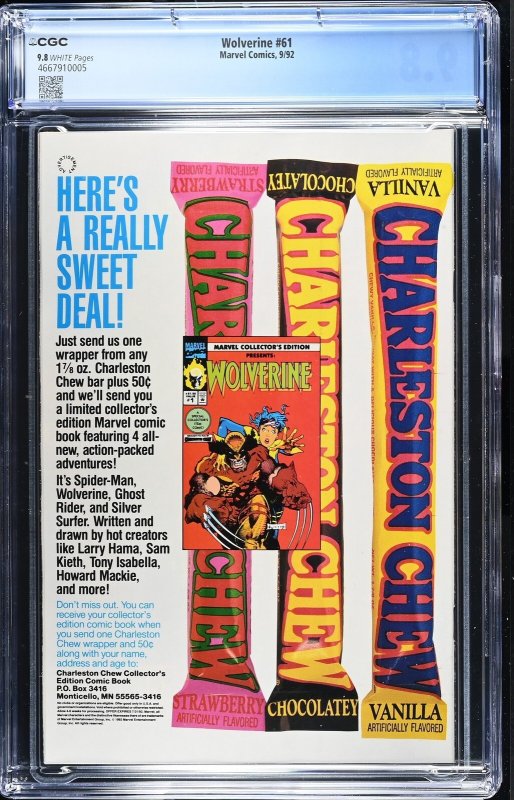 CGC
9.8 WHITE Pages
4667910005
Wolverine #61
Marvel Comics, 9/92
ADVERTISEMENT
HERE'S
A REALLY
SWEET
DEAL!
Just send us one
wrapper from any
1⅞ oz. Charleston
Chew bar plus 50¢
and we'll send you
a limited collector's
edition Marvel comic
book featuring 4 all-
new, action-packed
adventures!
It's Spider-Man,
Wolverine, Ghost
Rider, and Silver
Surfer. Written and
drawn by hot creators
like Larry Hama, Sam
Kieth, Tony Isabella,
Howard Mackie,
and more!
Don't miss out. You can
receive your collector's
edition comic book when
you send one Charleston
Chew wrapper and 50¢
along with your name,
address and age to:
Charleston Chew Collector's
Edition Comic Book
P.O. Box 3416
Monticello, MN 55565-3416
STRAWBERRY
ARTIFICIALLY FLAVORED
CHARLESTON CHEW
STRAWBERRY
ARTIFICIALLY FLAVORED
CHOCOLATEY
CHARLESTON CHEW
CHOCOLATEY
VANILLA
ARTIFICIALLY FLAVORED
CHARLESTON CHEW
VANILLA
ARTIFICIALLY FLAVORED
MARVEL
MARVEL COLLECTOR'S EDITION
PRESENTS:
WOLVERINE
#1